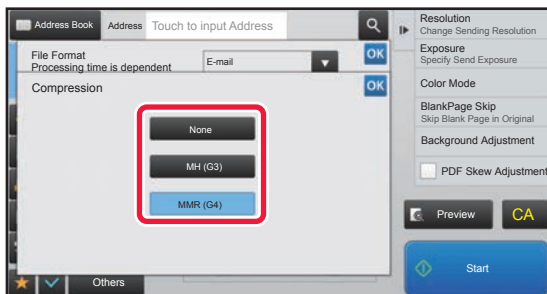 Address Book
Address
Touch to input Address
File Format
Processing time is dependent
E-mail
OK
Compression
OK
None
MH (G3)
MMR (G4)
Others
Resolution
Change Sending Resolution
Exposure
Specify Send Exposure
Color Mode
BlankPage Skip
Skip Blank Page in Original
Background Adjustment
PDF Skew Adjustment
Preview
CA
Start